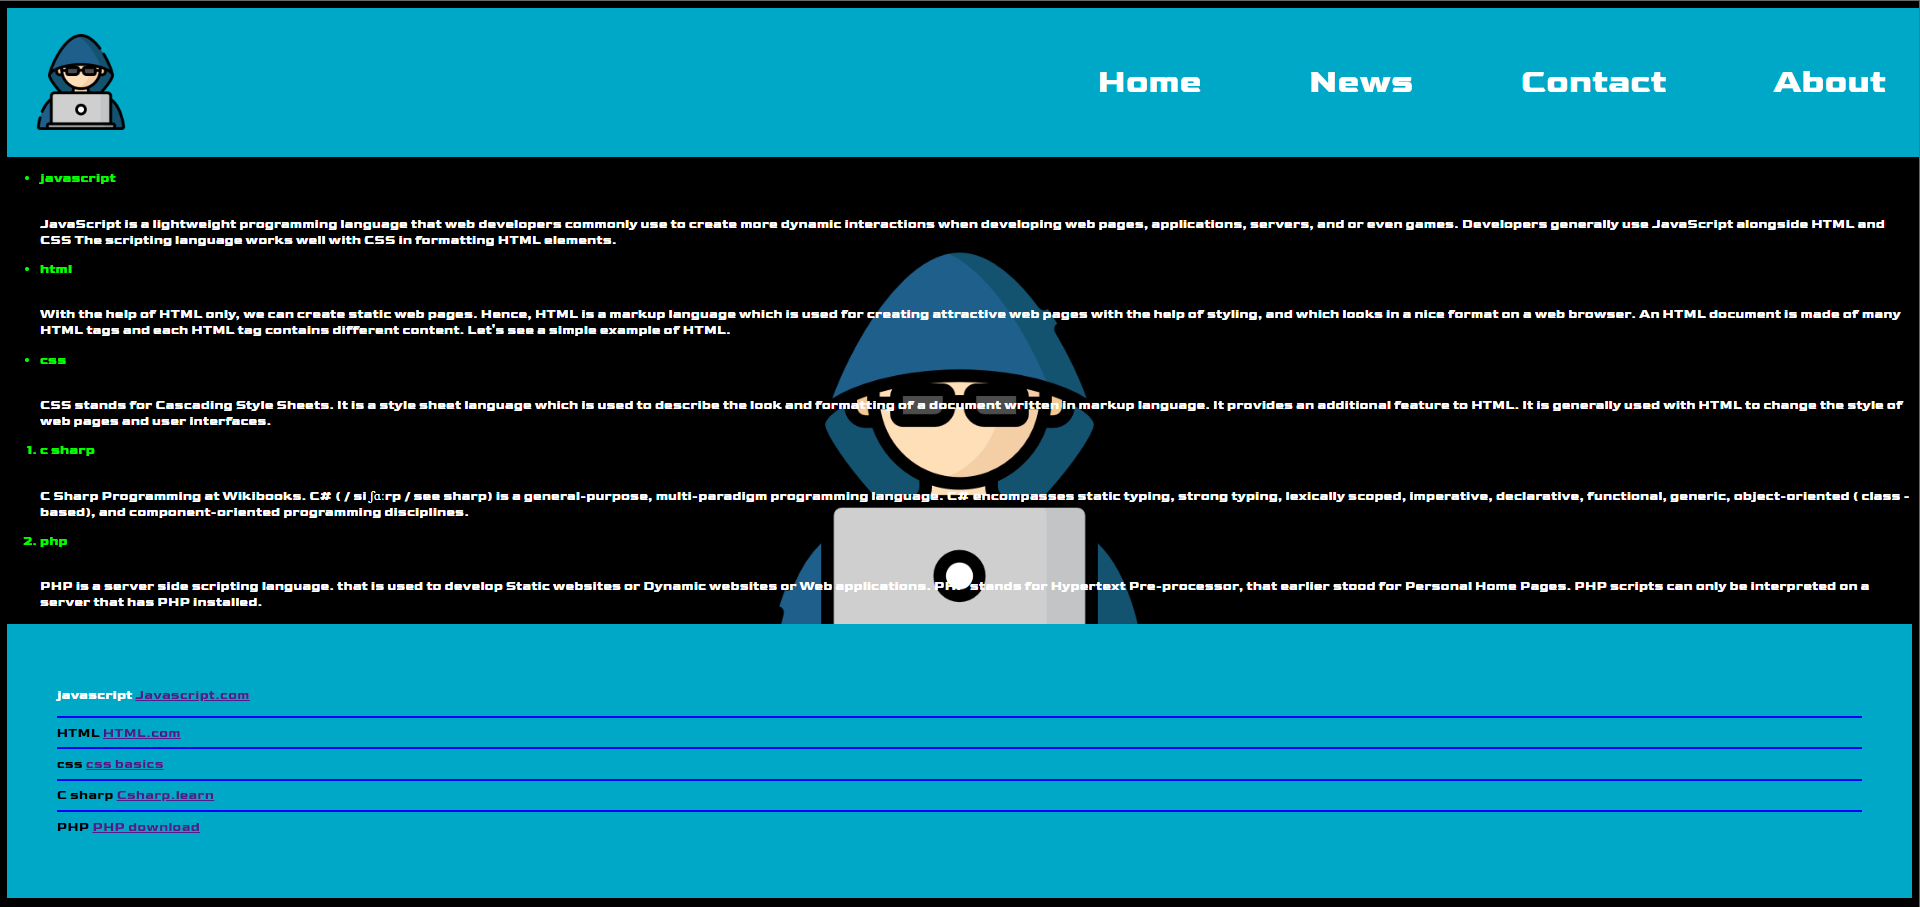 Home News Contact About
• javascript
JavaScript is a lightweight programming language that web developers commonly use to create more dynamic interactions when developing web pages, applications, servers, and or even games. Developers generally use JavaScript alongside HTML and
CSS The scripting language works well with CSS in formatting HTML elements.
• html
With the help of HTML only, we can create static web pages. Hence, HTML is a markup language which is used for creating attractive web pages with the help of styling, and which looks in a nice format on a web browser. An HTML document is made of many
HTML tags and each HTML tag contains different content. Let's see a simple example of HTML.
• css
CSS stands for Cascading Style Sheets. It is a style sheet language which is used to describe the look and formatting of a document written in markup language. It provides an additional feature to HTML. It is generally used with HTML to change the style of
web pages and user interfaces.
1. c sharp
C Sharp Programming at Wikibooks. C# ( / si ʃɑːrp / see sharp) is a general-purpose, multi-paradigm programming language. C# encompasses static typing, strong typing, lexically scoped, imperative, declarative, functional, generic, object-oriented ( class -
based), and component-oriented programming disciplines.
2. php
PHP is a server side scripting language. that is used to develop Static websites or Dynamic websites or Web applications. PHP stands for Hypertext Pre-processor, that earlier stood for Personal Home Pages. PHP scripts can only be interpreted on a
server that has PHP installed.
javascript Javascript.com
HTML HTML.com
css css basics
C sharp Csharp.learn
PHP PHP download